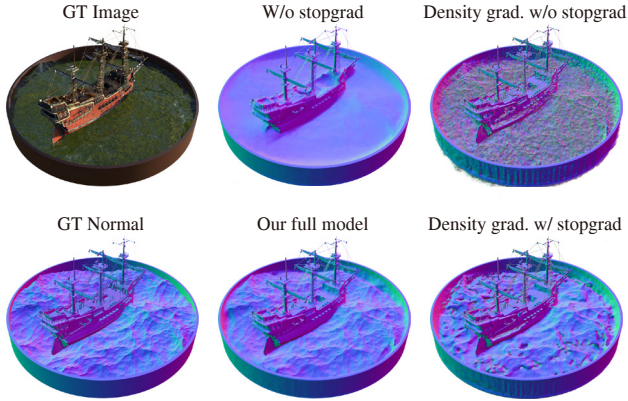 GT Image
W/o stopgrad
Density grad. w/o stopgrad
GT Normal
Our full model
Density grad. w/ stopgrad